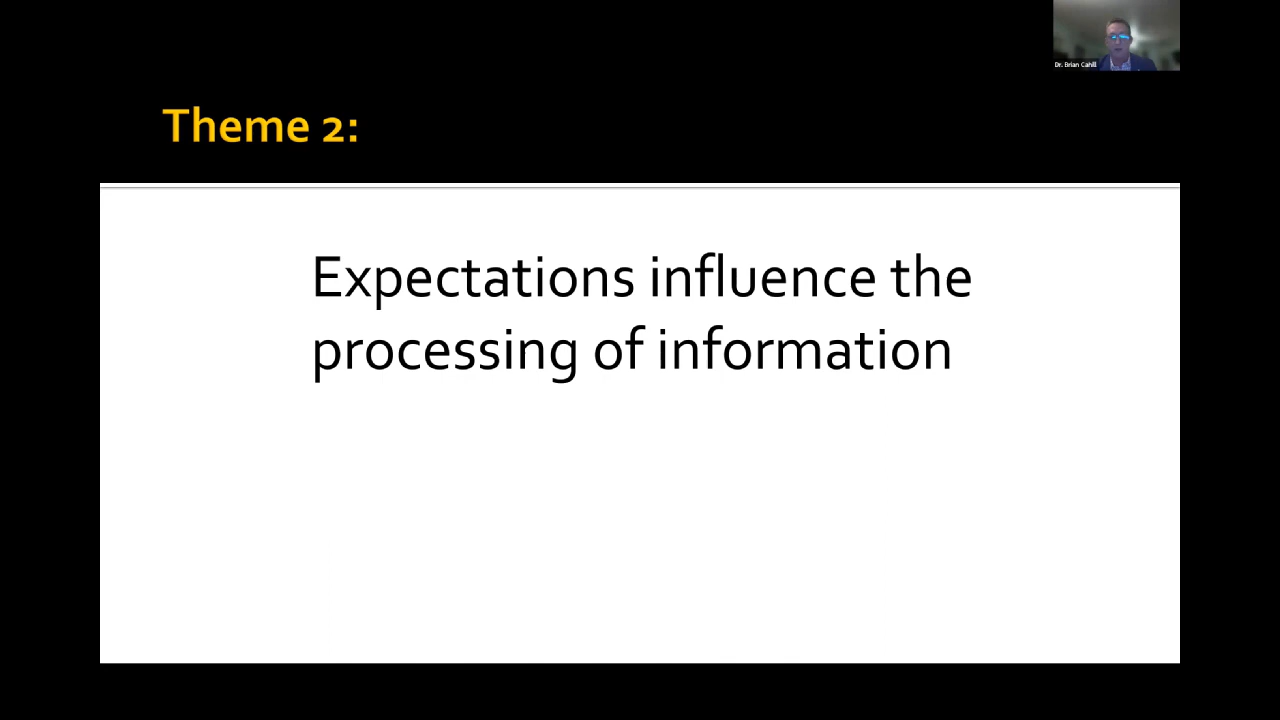 Dr. Brian Cahill
Theme 2:
Expectations influence the
processing of information